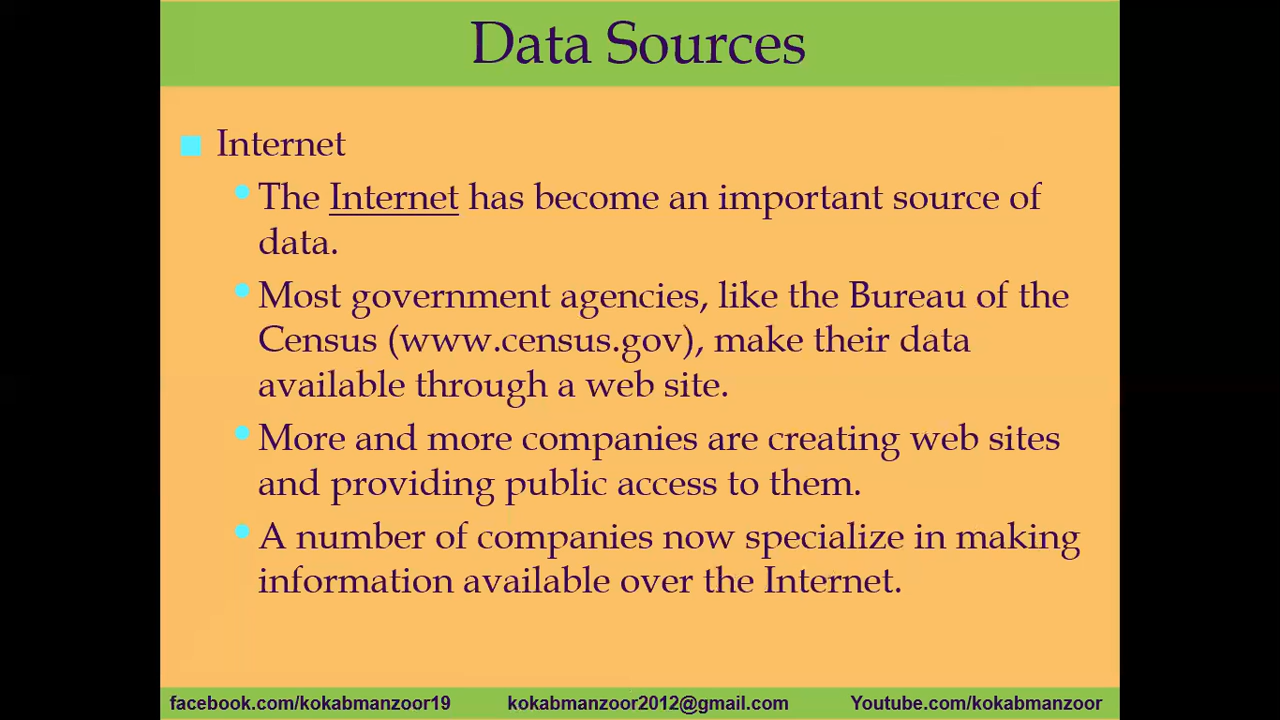 Data Sources
Internet
The Internet has become an important source of
data.
Most government agencies, like the Bureau of the
Census (www.census.gov), make their data
available through a web site.
More and more companies are creating web sites
and providing public access to them.
A number of companies now specialize in making
information available over the Internet.
facebook.com/kokabmanzoor19 kokabmanzoor2012@gmail.com Youtube.com/kokabmanzoor